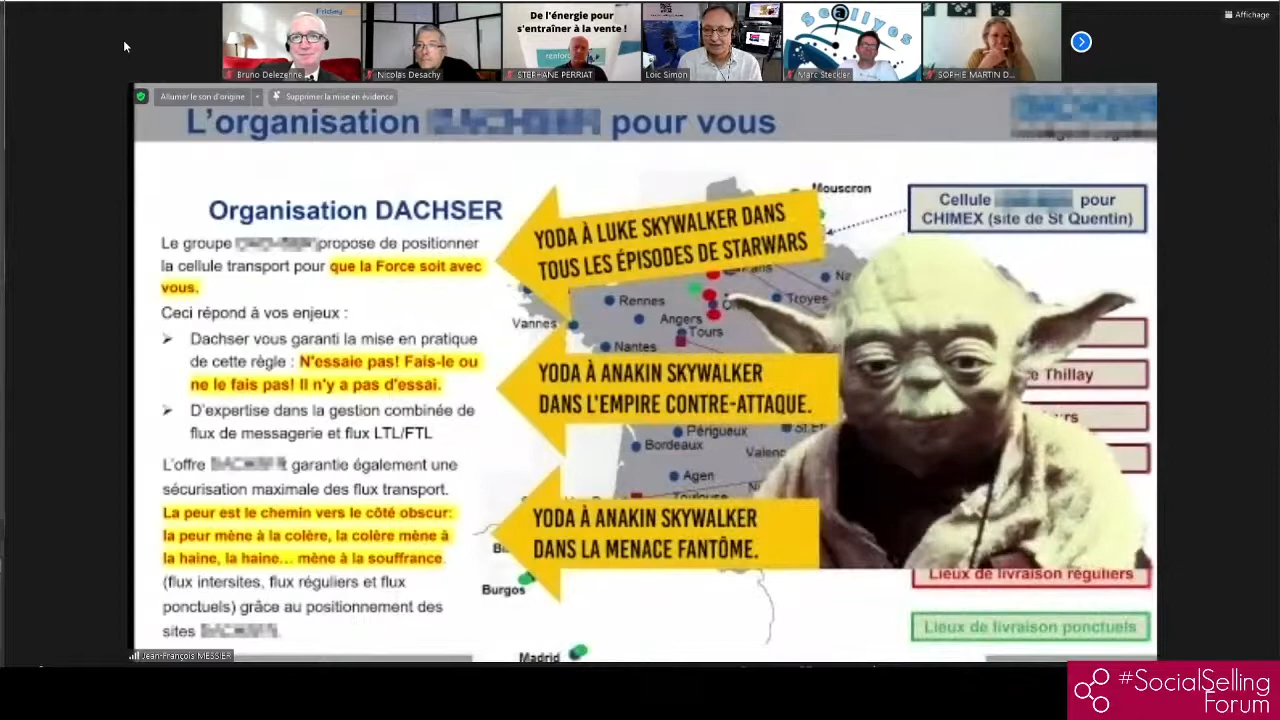 Friday
De l'énergie pour
s'entraîner à la vente !
Sc@llyes
Affichage
Bruno Delezenne
Nicolas Desachy
STEPHANE PERRIAT
Loic Simon
Marc Steckler
SOPHIE MARTIN D...
Allumer le son d'origine
Supprimer la mise en évidence
L'organisation pour vous
Organisation DACHSER
Le groupe propose de positionner
la cellule transport pour que la Force soit avec
vous.
Ceci répond à vos enjeux :
Dachser vous garanti la mise en pratique
de cette règle : N'essaie pas! Fais-le ou
ne le fais pas! Il n'y a pas d'essai.
D'expertise dans la gestion combinée de
flux de messagerie et flux LTL/FTL
L'offre garantie également une
sécurisation maximale des flux transport.
La peur est le chemin vers le côté obscur:
la peur mène à la colère, la colère mène à
la haine, la haine... mène à la souffrance.
(flux intersites, flux réguliers et flux
ponctuels) grâce au positionnement des
sites
YODA À LUKE SKYWALKER DANS
TOUS LES ÉPISODES DE STARWARS
YODA À ANAKIN SKYWALKER
DANS L'EMPIRE CONTRE-ATTAQUE.
YODA À ANAKIN SKYWALKER
DANS LA MENACE FANTÔME.
Mouscron
Rennes
Troyes
Vannes
Angers
Tours
Nantes
Périgueux
St Et
Bordeaux
Valenc
Agen
Toulouse
Burgos
Madrid
Cellule pour
CHIMEX (site de St Quentin)
Thillay
Lieux de livraison réguliers
Lieux de livraison ponctuels
Jean-François MESSIER
#SocialSelling
Forum